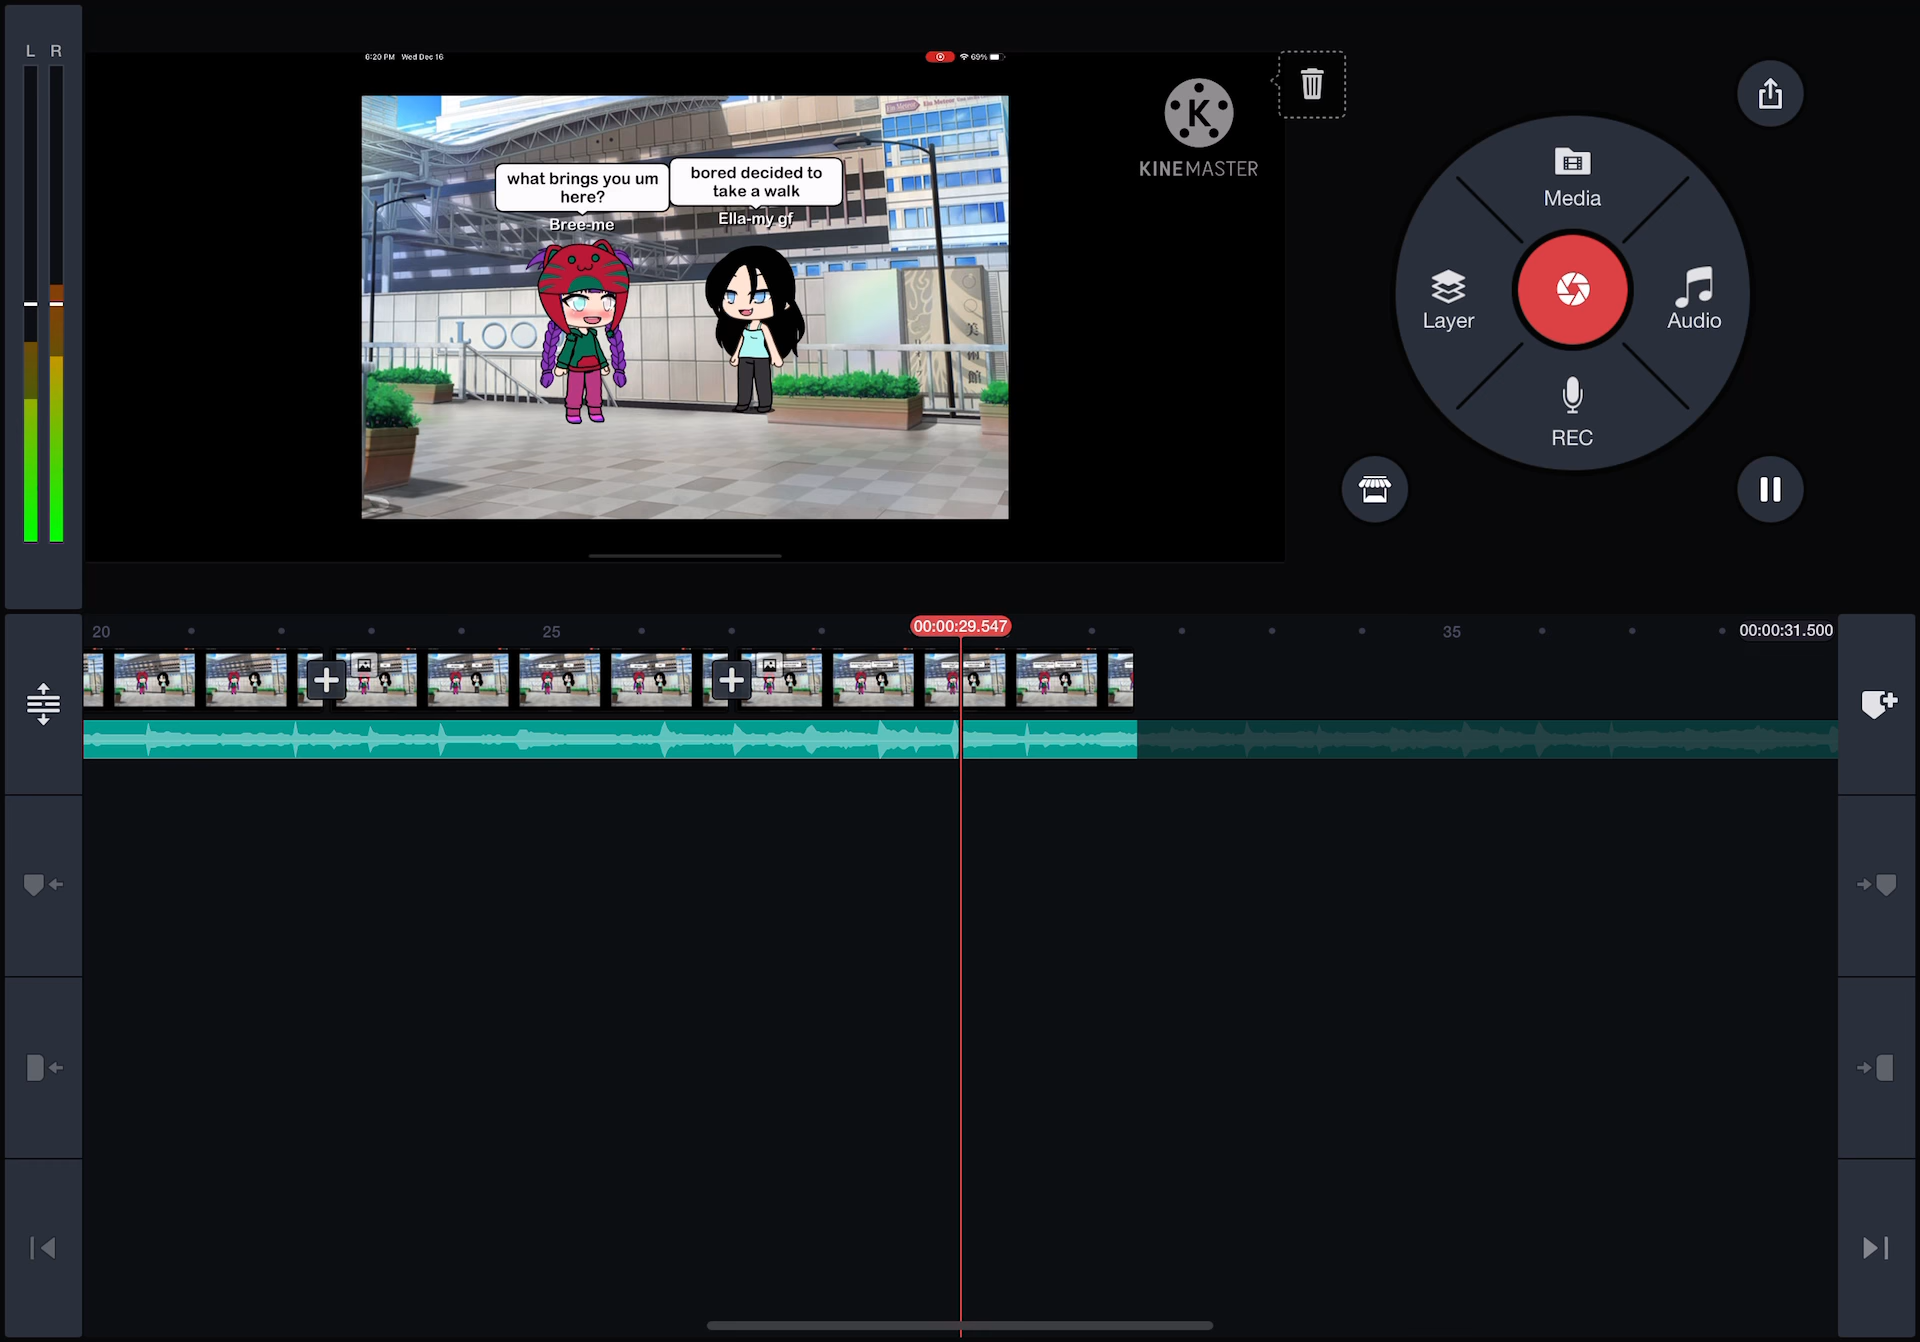 L R
6:20 PM Wed Dec 16
69%
K
KINEMASTER
what brings you um
here?
Bree-me
bored decided to
take a walk
Ella-my gf
Media
Layer
Audio
REC
20
25
00:00:29.547
35
00:00:31.500